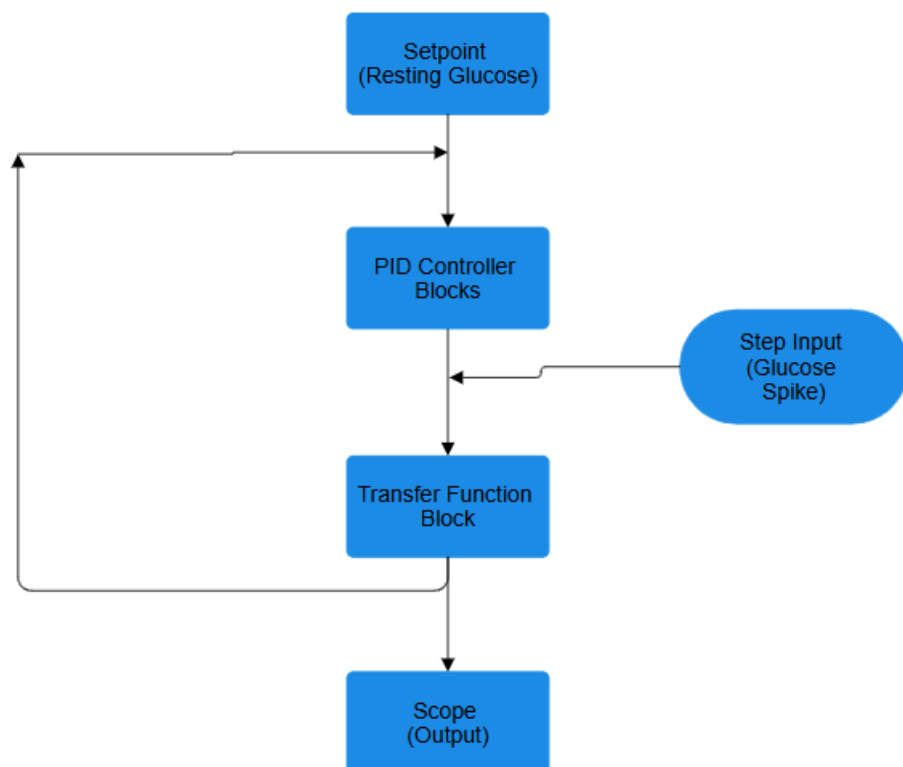 Setpoint
(Resting Glucose)
PID Controller
Blocks
Step Input
(Glucose
Spike)
Transfer Function
Block
Scope
(Output)